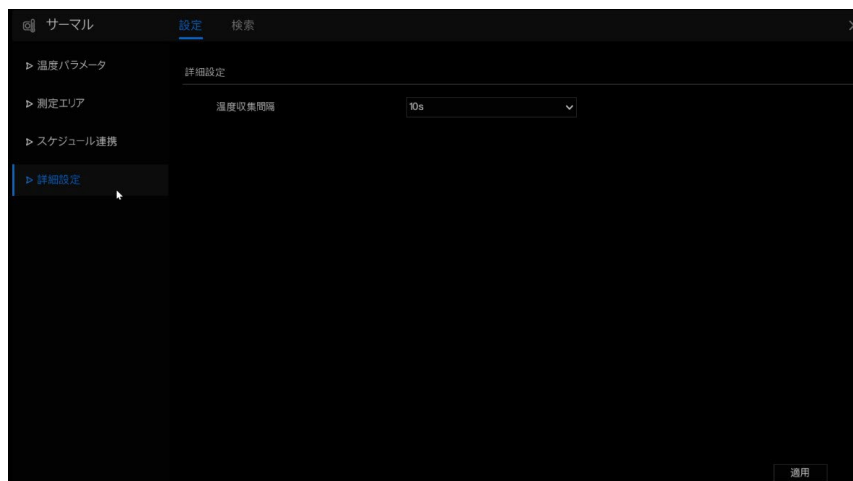 サーマル
設定 検索
温度パラメータ
測定エリア
スケジュール連携
詳細設定
詳細設定
温度収集間隔 10s
適用